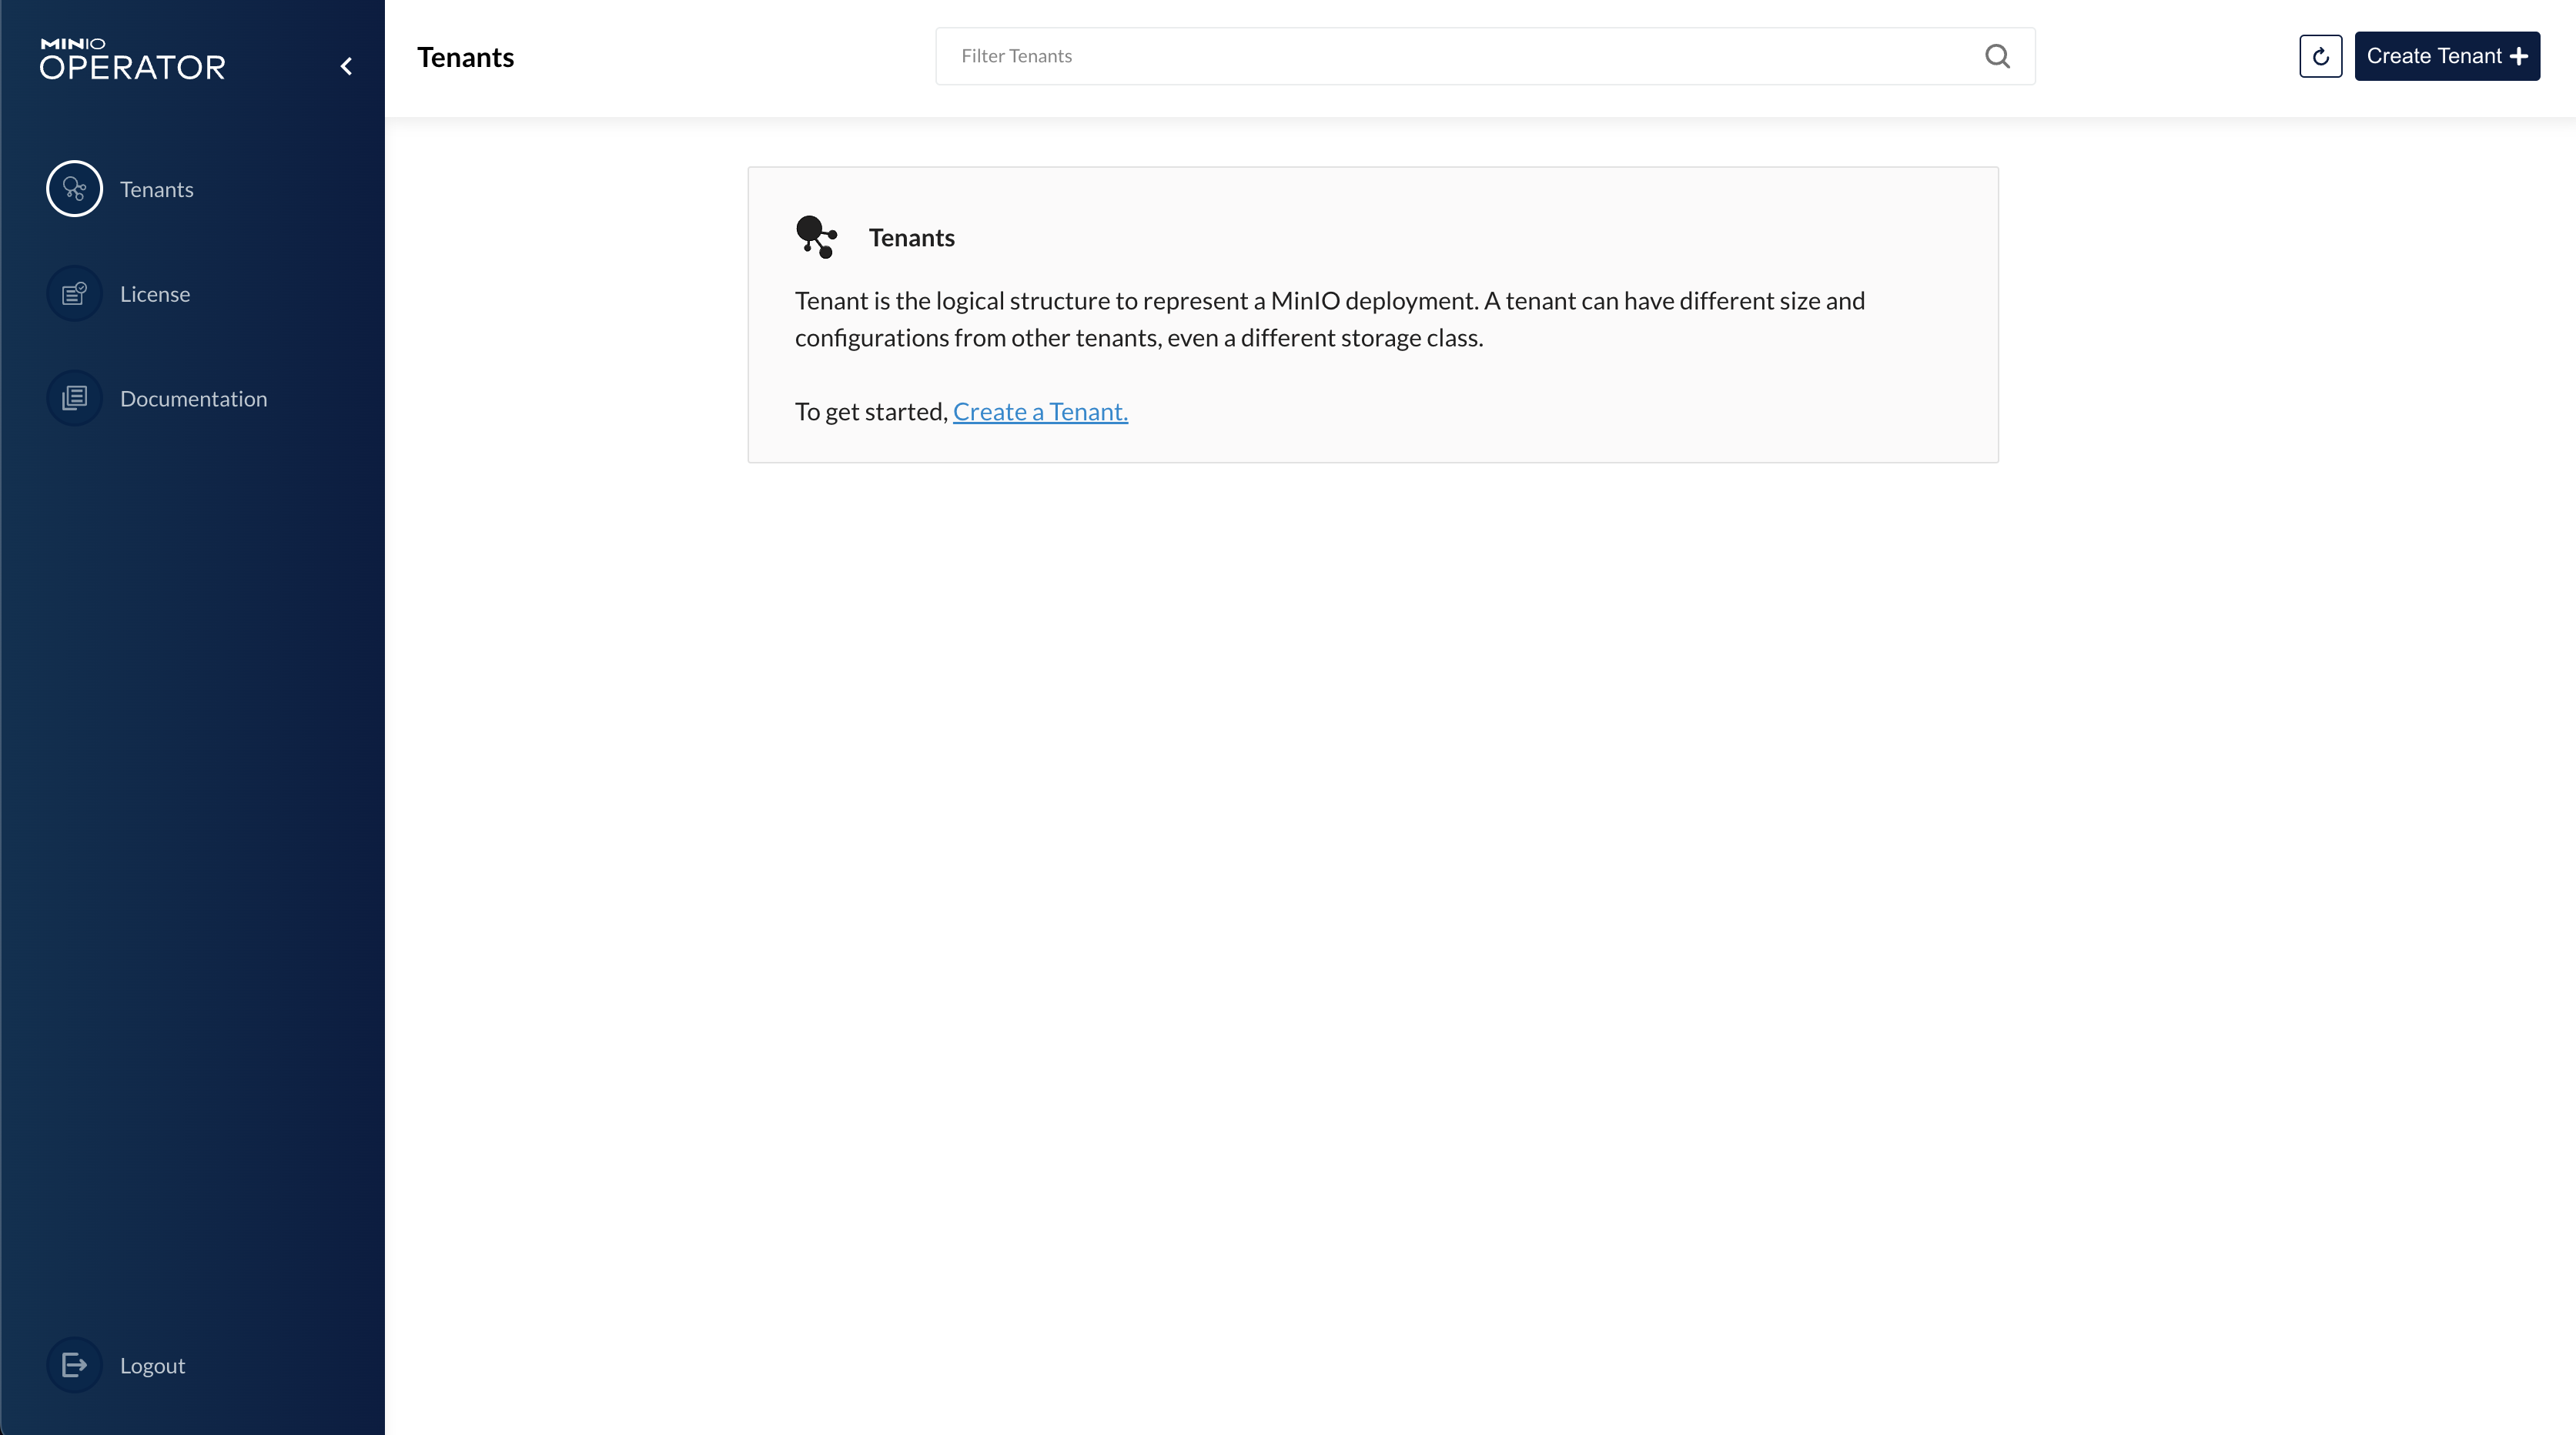 MINIO
OPERATOR
Tenants
License
Documentation
Logout
Tenants
Filter Tenants
Create Tenant
Tenants
Tenant is the logical structure to represent a MinIO deployment. A tenant can have different size and
configurations from other tenants, even a different storage class.
To get started, Create a Tenant.